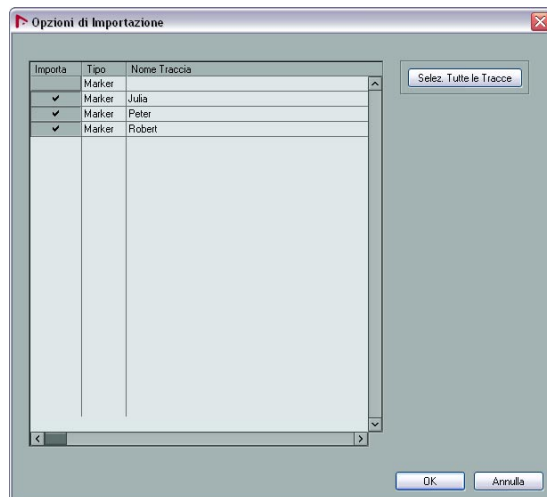 Opzioni di Importazione
Importa Tipo Nome Traccia
Marker
✔ Marker Julia
✔ Marker Peter
✔ Marker Robert
Selez. Tutte le Tracce
OK Annulla